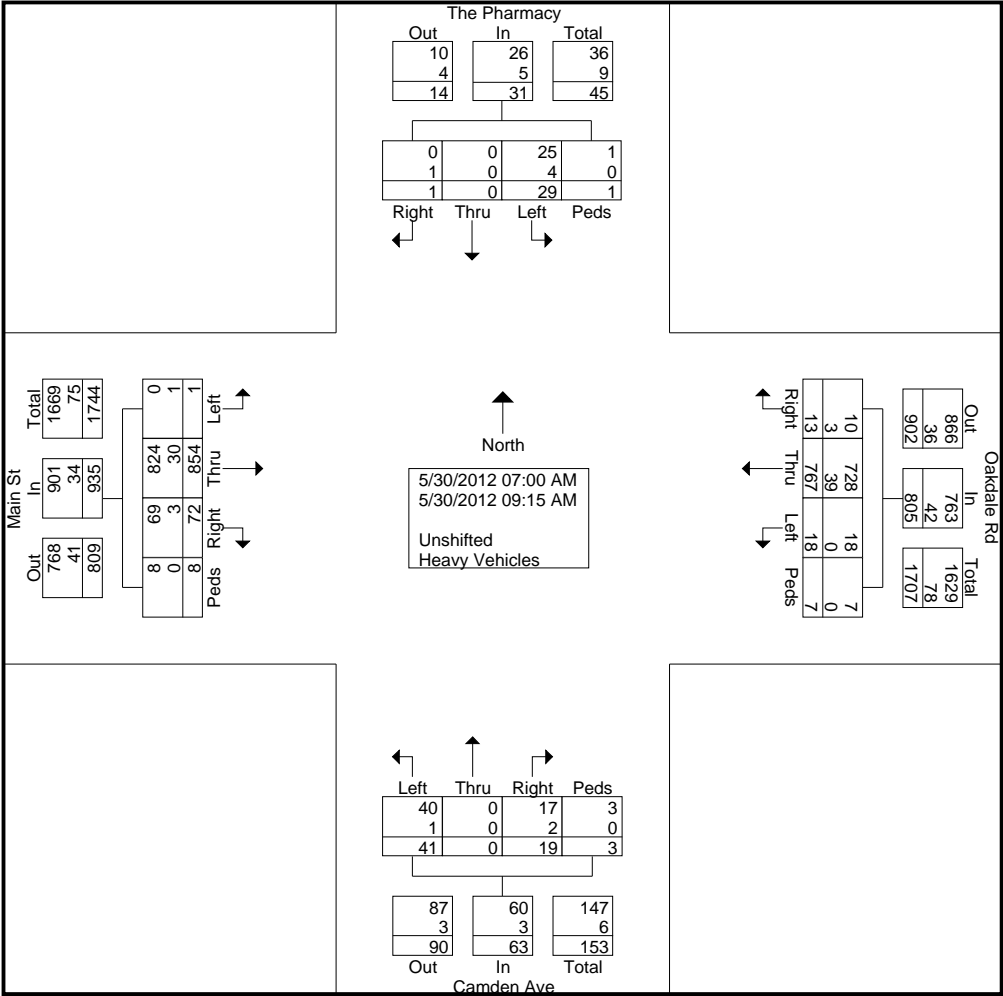 The Pharmacy
Out In Total
10 26 36
4 5 9
14 31 45
0 0 25 1
1 0 4 0
1 0 29 1
Right Thru Left Peds
Main St
Total In Out
1669 901 768
75 34 41
1744 935 809
0 824 69 8
1 30 3 0
1 854 72 8
Left Thru Right Peds
North
5/30/2012 07:00 AM
5/30/2012 09:15 AM
Unshifted
Heavy Vehicles
Oakdale Rd
Out In Total
866 763 1629
36 42 78
902 805 1707
10 728 18 7
3 39 0 0
13 767 18 7
Right Thru Left Peds
Left Thru Right Peds
40 0 17 3
1 0 2 0
41 0 19 3
87 60 147
3 3 6
90 63 153
Out In Total
Camden Ave